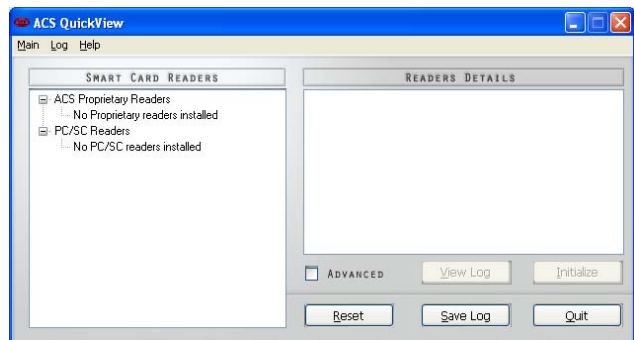 ACS QuickView
Main Log Help
SMART CARD READERS
ACS Proprietary Readers
No Proprietary readers installed
PC/SC Readers
No PC/SC readers installed
READERS DETAILS
ADVANCED
View Log
Initialize
Reset
Save Log
Quit